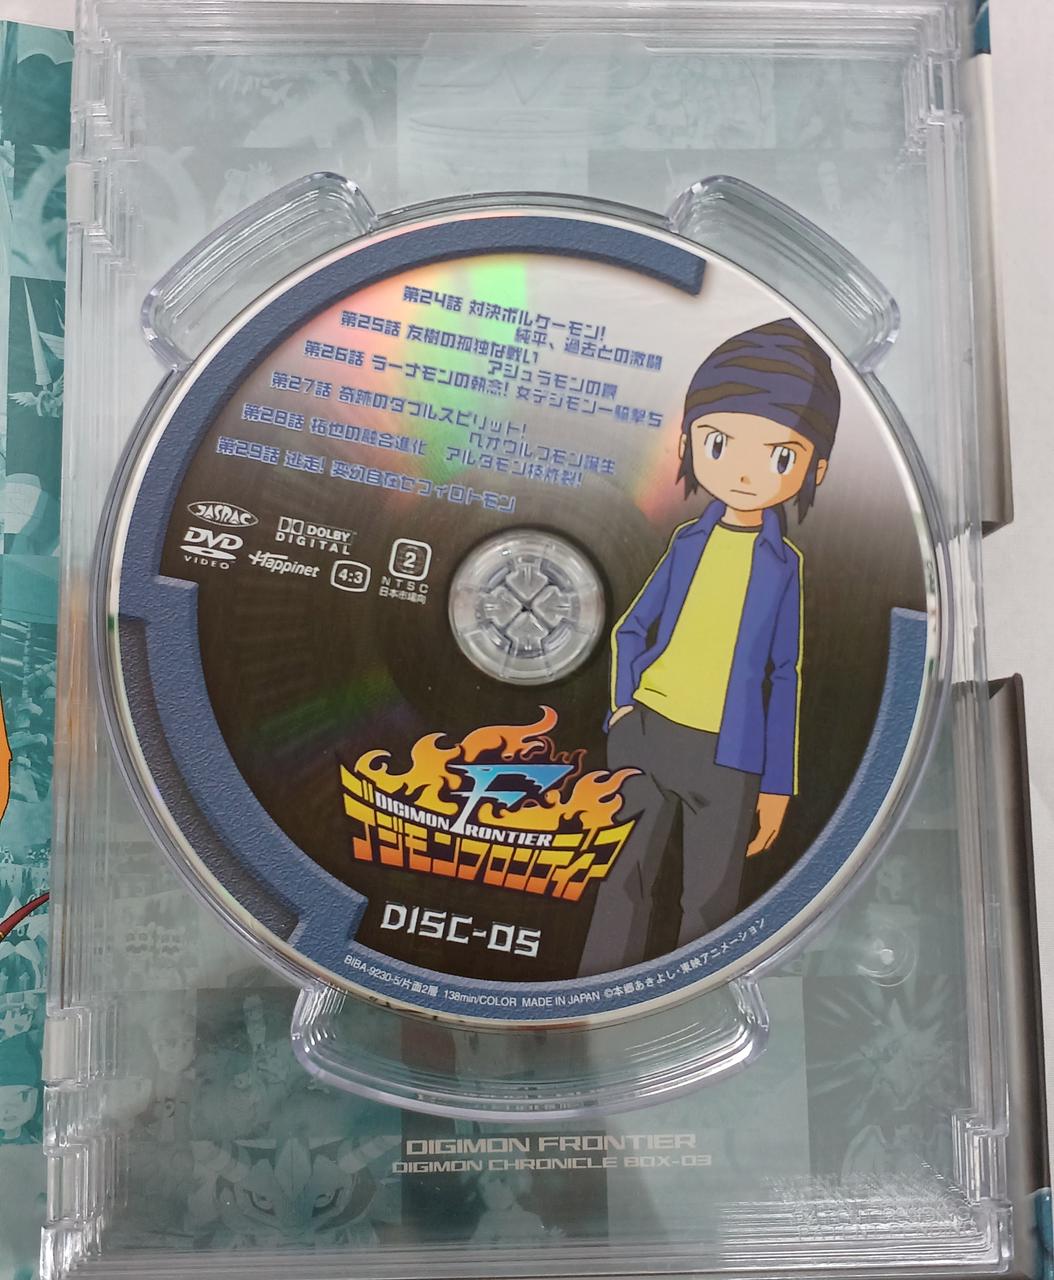 第24話 対決ボルケーモン!
純平、過去との激闘
第25話 友樹の孤独な戦い
アシュラモンの罠
第26話 ラーナモンの執念! 女デジモン一騎撃ち
第27話 奇跡のダブルスピリット!
ベオウルフモン誕生
第28話 拓也の融合進化 アルダモン技炸裂!
第29話 逃走! 変幻自在セフィロトモン
JASRAC
DOLBY
DIGITAL
DVD
VIDEO
Happinet
4:3
2
NTSC
日本市場向
F
DIGIMON FRONTIER
デジモンフロンティア
DISC-05
BIBA-9230-5/片面2層 138min/COLOR MADE IN JAPAN ©本郷あきよし・東映アニメーション
DIGIMON FRONTIER
DIGIMON CHRONICLE BOX-03